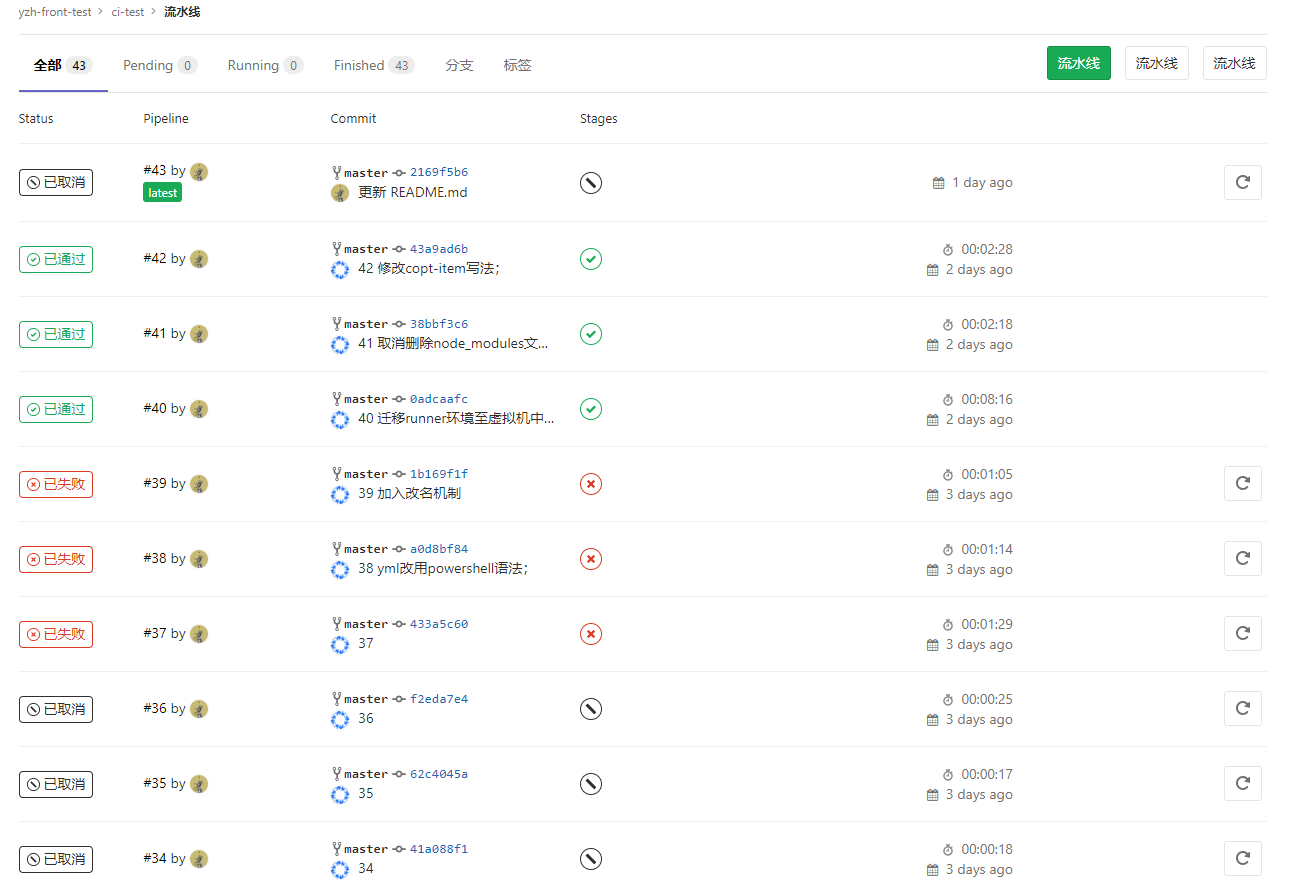 yzh-front-test > ci-test > 流水线
全部 43 Pending 0 Running 0 Finished 43 分支 标签 流水线 流水线 流水线
Status Pipeline Commit Stages
已取消 #43 by master 2169f5b6
latest 更新 README.md 1 day ago
已通过 #42 by master 43a9ad6b 00:02:28
42 修改copt-item写法； 2 days ago
已通过 #41 by master 38bbf3c6 00:02:18
41 取消删除node_modules文... 2 days ago
已通过 #40 by master 0adcaafc 00:08:16
40 迁移runner环境至虚拟机中... 2 days ago
已失败 #39 by master 1b169f1f 00:01:05
39 加入改名机制 3 days ago
已失败 #38 by master a0d8bf84 00:01:14
38 yml改用powershell语法； 3 days ago
已失败 #37 by master 433a5c60 00:01:29
37 3 days ago
已取消 #36 by master f2eda7e4 00:00:25
36 3 days ago
已取消 #35 by master 62c4045a 00:00:17
35 3 days ago
已取消 #34 by master 41a088f1 00:00:18
34 3 days ago